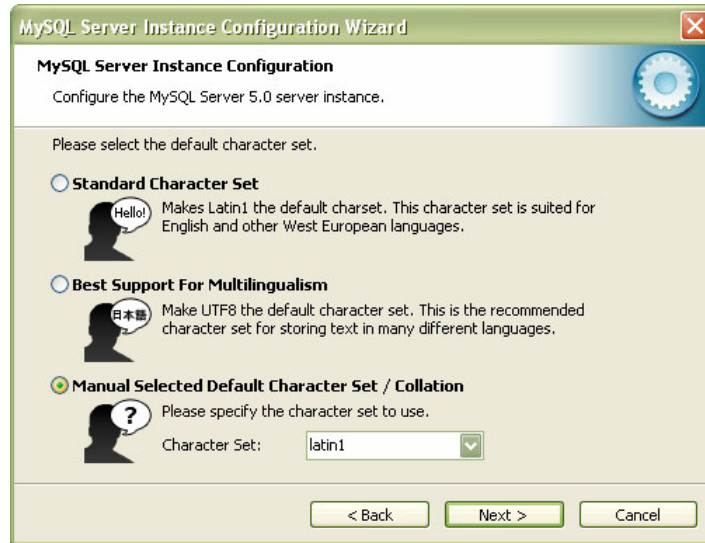 MySQL Server Instance Configuration Wizard
MySQL Server Instance Configuration
Configure the MySQL Server 5.0 server instance.
Please select the default character set.
Standard Character Set
Hello!
Makes Latin1 the default charset. This character set is suited for
English and other West European languages.
Best Support For Multilingualism
日本語
Make UTF8 the default character set. This is the recommended
character set for storing text in many different languages.
Manual Selected Default Character Set / Collation
?
Please specify the character set to use.
Character Set: latin1
< Back Next > Cancel